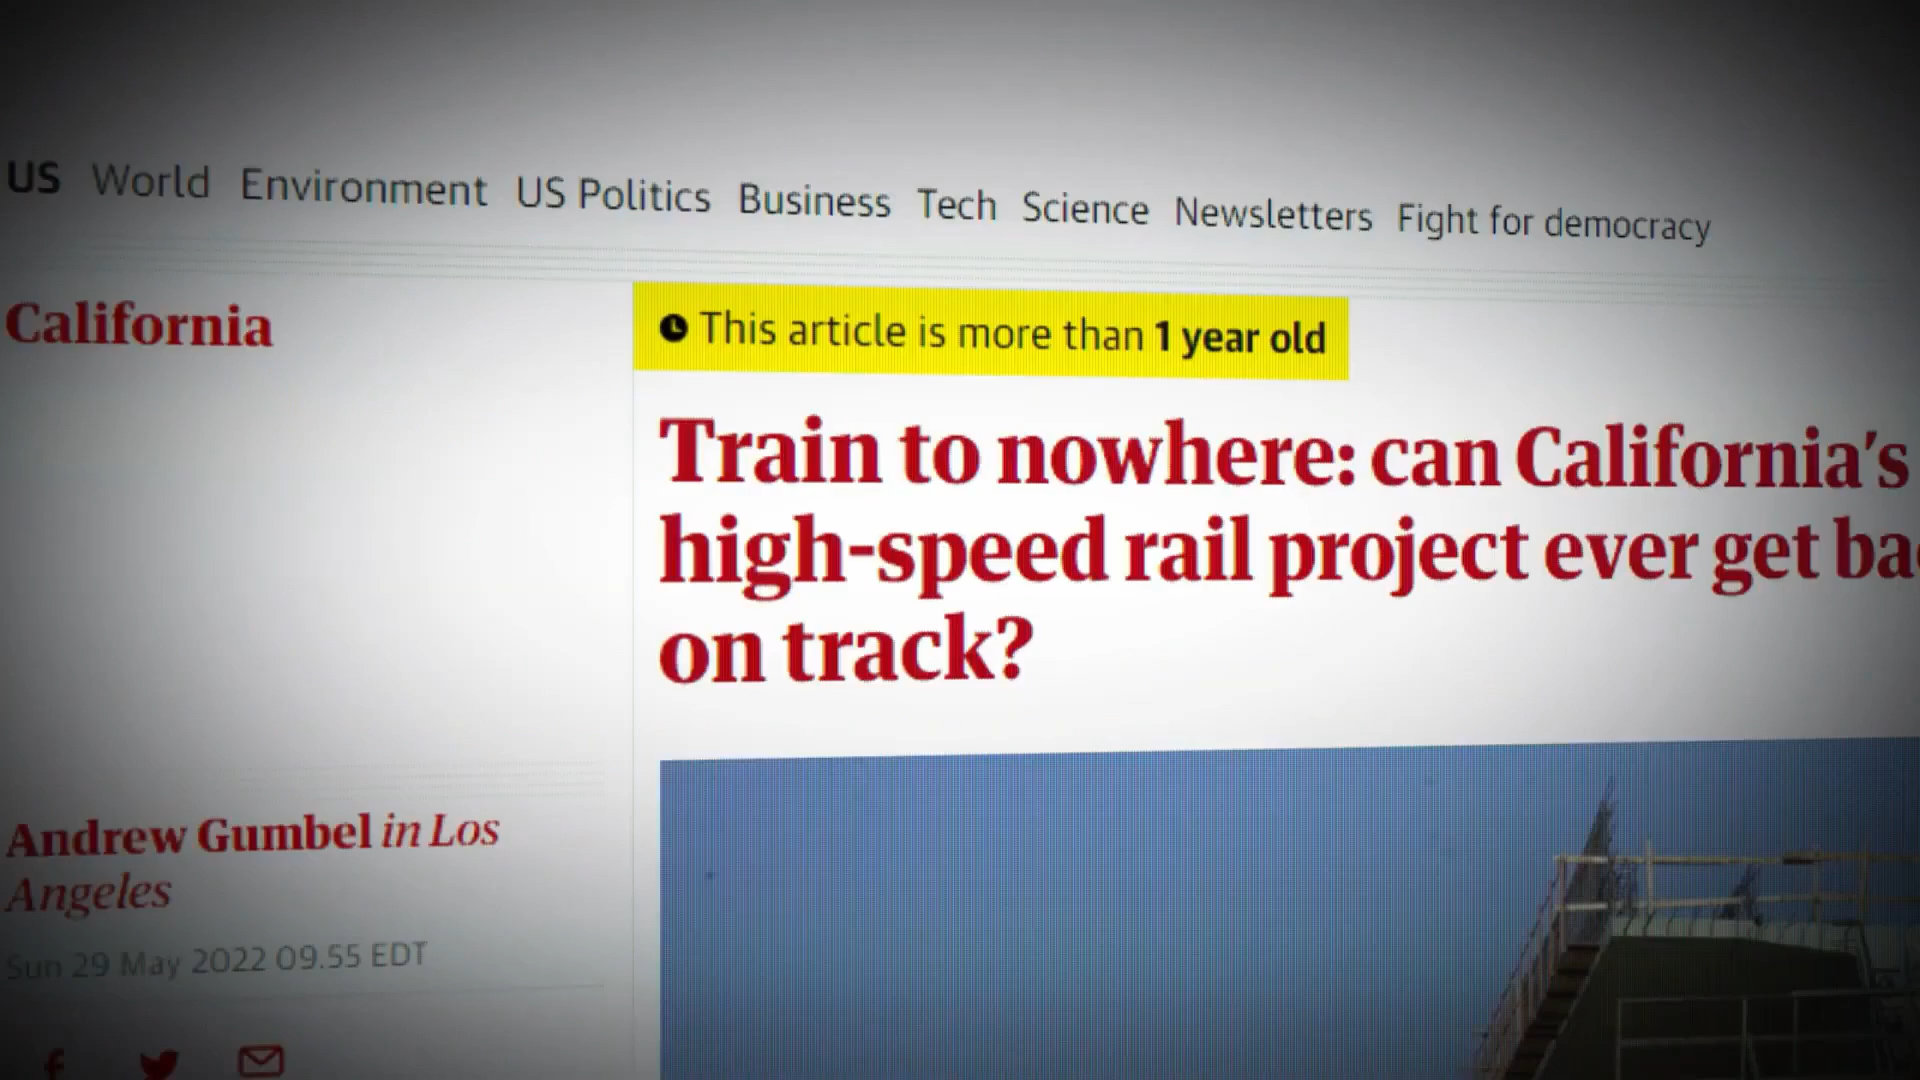 US World Environment US Politics Business Tech Science Newsletters Fight for democracy
California
This article is more than 1 year old
Train to nowhere: can California's
high-speed rail project ever get
on track?
Andrew Gumbel in Los
Angeles
Sun 29 May 2022 09.55 EDT